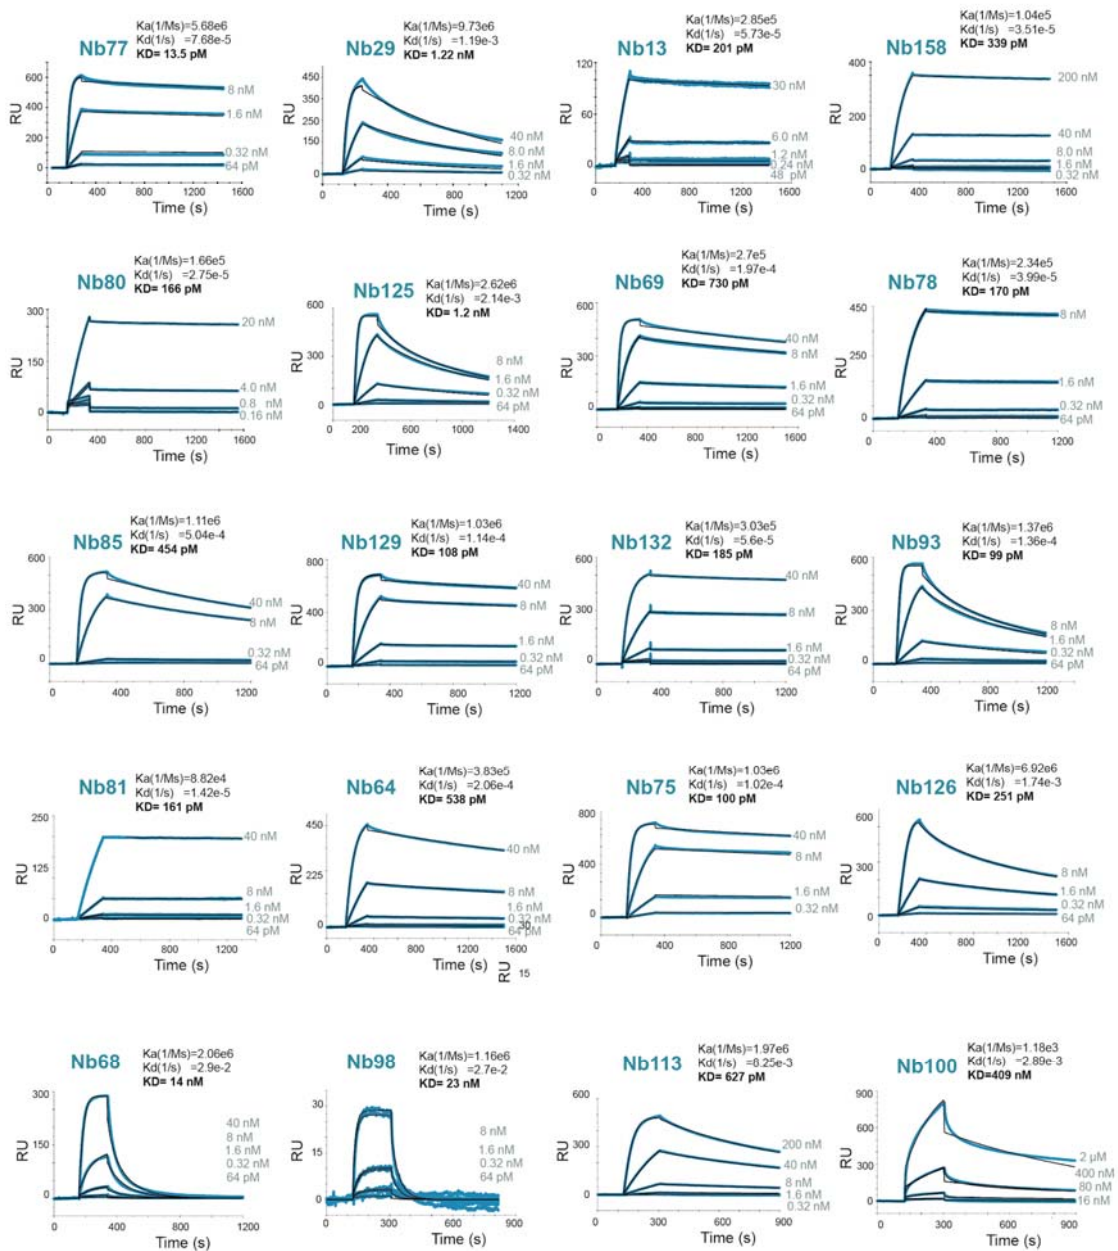 Nb77
Ka(1/Ms)=5.68e6
Kd(1/s) =7.68e-5
KD= 13.5 pM
RU
600
400
200
0
8 nM
1.6 nM
0.32 nM
64 pM
0 400 800 1200 1600
Time (s)
Nb29
Ka(1/Ms)=9.73e6
Kd(1/s) =1.19e-3
KD= 1.22 nM
RU
450
350
250
150
0
40 nM
8.0 nM
1.6 nM
0.32 nM
0 400 800 1200
Time (s)
Nb13
Ka(1/Ms)=2.85e5
Kd(1/s) =5.73e-5
KD= 201 pM
RU
120
80
40
0
30 nM
6.0 nM
1.2 nM
0.24 nM
48 pM
0 400 800 1200 1600
Time (s)
Nb158
Ka(1/Ms)=1.04e5
Kd(1/s) =3.51e-5
KD= 339 pM
RU
400
300
150
0
200 nM
40 nM
8.0 nM
1.6 nM
0.32 nM
0 400 800 1200 1600
Time (s)
Nb80
Ka(1/Ms)=1.66e5
Kd(1/s) =2.75e-5
KD= 166 pM
RU
300
250
150
0
20 nM
4.0 nM
0.8 nM
0.16 nM
0 400 800 1200 1600
Time (s)
Nb125
Ka(1/Ms)=2.62e6
Kd(1/s) =2.14e-3
KD= 1.2 nM
RU
600
300
0
8 nM
1.6 nM
0.32 nM
64 pM
0 200 600 1000 1400
Time (s)
Nb69
Ka(1/Ms)=2.7e5
Kd(1/s) =1.97e-4
KD= 730 pM
RU
600
400
200
0
40 nM
8 nM
1.6 nM
0.32 nM
64 pM
0 400 800 1200 1600
Time (s)
Nb78
Ka(1/Ms)=2.34e5
Kd(1/s) =3.99e-5
KD= 170 pM
RU
450
250
150
0
8 nM
1.6 nM
0.32 nM
64 pM
0 400 800 1200
Time (s)
Nb85
Ka(1/Ms)=1.11e6
Kd(1/s) =5.04e-4
KD= 454 pM
RU
600
300
0
40 nM
8 nM
0.32 nM
64 pM
0 400 800 1200
Time (s)
Nb129
Ka(1/Ms)=1.03e6
Kd(1/s) =1.14e-4
KD= 108 pM
RU
800
400
0
40 nM
8 nM
1.6 nM
0.32 nM
64 pM
0 400 800 1200
Time (s)
Nb132
Ka(1/Ms)=3.03e5
Kd(1/s) =5.6e-5
KD= 185 pM
RU
600
300
0
40 nM
8 nM
1.6 nM
0.32 nM
64 pM
0 400 800 1200
Time (s)
Nb93
Ka(1/Ms)=1.37e6
Kd(1/s) =1.36e-4
KD= 99 pM
RU
600
300
0
8 nM
1.6 nM
0.32 nM
64 pM
0 400 800 1200
Time (s)
Nb81
Ka(1/Ms)=8.82e4
Kd(1/s) =1.42e-5
KD= 161 pM
RU
250
125
0
40 nM
8 nM
1.6 nM
0.32 nM
64 pM
0 400 800 1200
Time (s)
Nb64
Ka(1/Ms)=3.83e5
Kd(1/s) =2.06e-4
KD= 538 pM
RU
450
225
0
40 nM
8 nM
1.6 nM
0.32 nM
64 pM
30
0 400 800 1200 1600
Time (s)
RU
15
Nb75
Ka(1/Ms)=1.03e6
Kd(1/s) =1.02e-4
KD= 100 pM
RU
800
400
0
40 nM
8 nM
1.6 nM
0.32 nM
0 400 800 1200
Time (s)
Nb126
Ka(1/Ms)=6.92e6
Kd(1/s) =1.74e-3
KD= 251 pM
RU
600
300
150
0
8 nM
1.6 nM
0.32 nM
64 pM
0 400 1000 1600
Time (s)
Nb68
Ka(1/Ms)=2.06e6
Kd(1/s) =2.9e-2
KD= 14 nM
RU
300
150
0
40 nM
8 nM
1.6 nM
0.32 nM
64 pM
0 400 800 1200
Time (s)
Nb98
Ka(1/Ms)=1.16e6
Kd(1/s) =2.7e-2
KD= 23 nM
RU
30
15
0
8 nM
1.6 nM
0.32 nM
64 pM
0 400 800
Time (s)
Nb113
Ka(1/Ms)=1.97e6
Kd(1/s) =6.25e-3
KD= 627 pM
RU
600
300
0
200 nM
40 nM
8 nM
1.6 nM
0.32 nM
0 300 600 900
Time (s)
Nb100
Ka(1/Ms)=1.18e3
Kd(1/s) =2.89e-3
KD=409 nM
RU
900
600
300
0
2 µM
400 nM
80 nM
16 nM
0 300 600 900
Time (s)